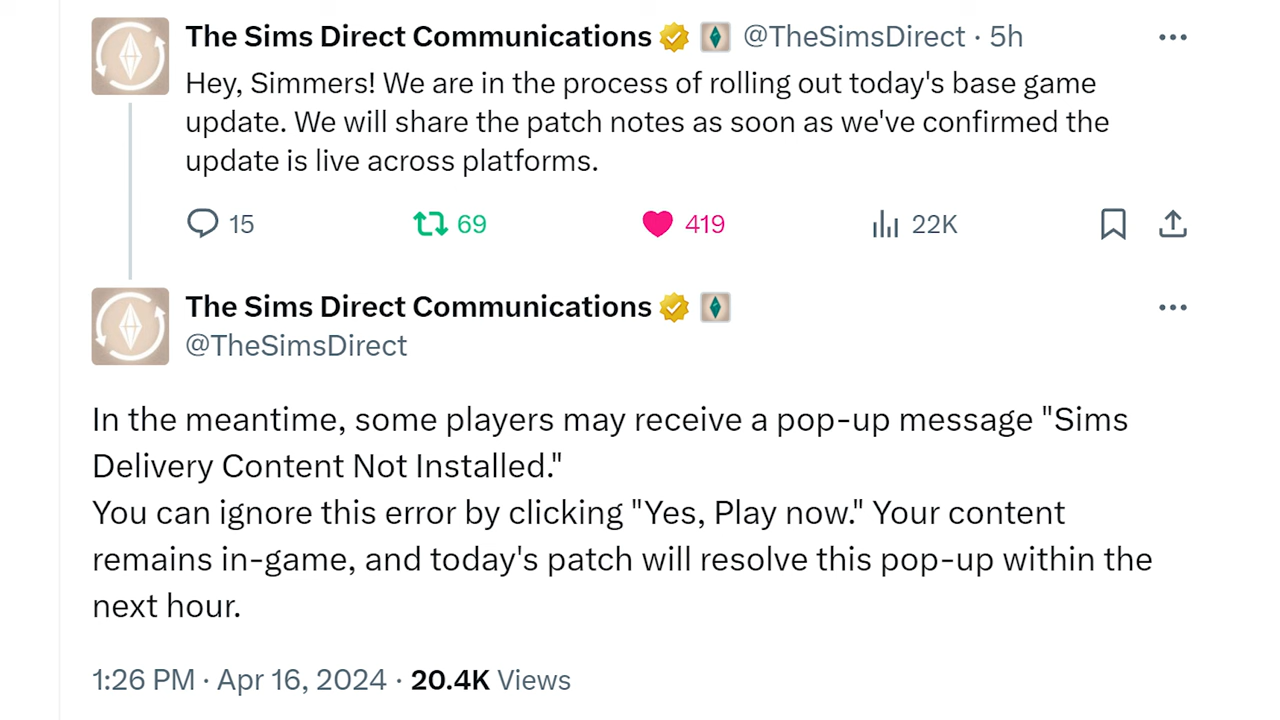 The Sims Direct Communications @TheSimsDirect · 5h
Hey, Simmers! We are in the process of rolling out today's base game
update. We will share the patch notes as soon as we've confirmed the
update is live across platforms.
15 69 419 22K
The Sims Direct Communications
@TheSimsDirect
In the meantime, some players may receive a pop-up message "Sims
Delivery Content Not Installed."
You can ignore this error by clicking "Yes, Play now." Your content
remains in-game, and today's patch will resolve this pop-up within the
next hour.
1:26 PM · Apr 16, 2024 · 20.4K Views